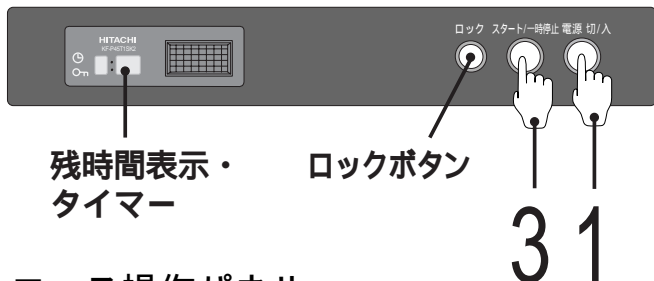 HITACHI
KF-P45T1SX2
ロック スタート/一時停止 電源 切/入
残時間表示・
タイマー
ロックボタン
3 1